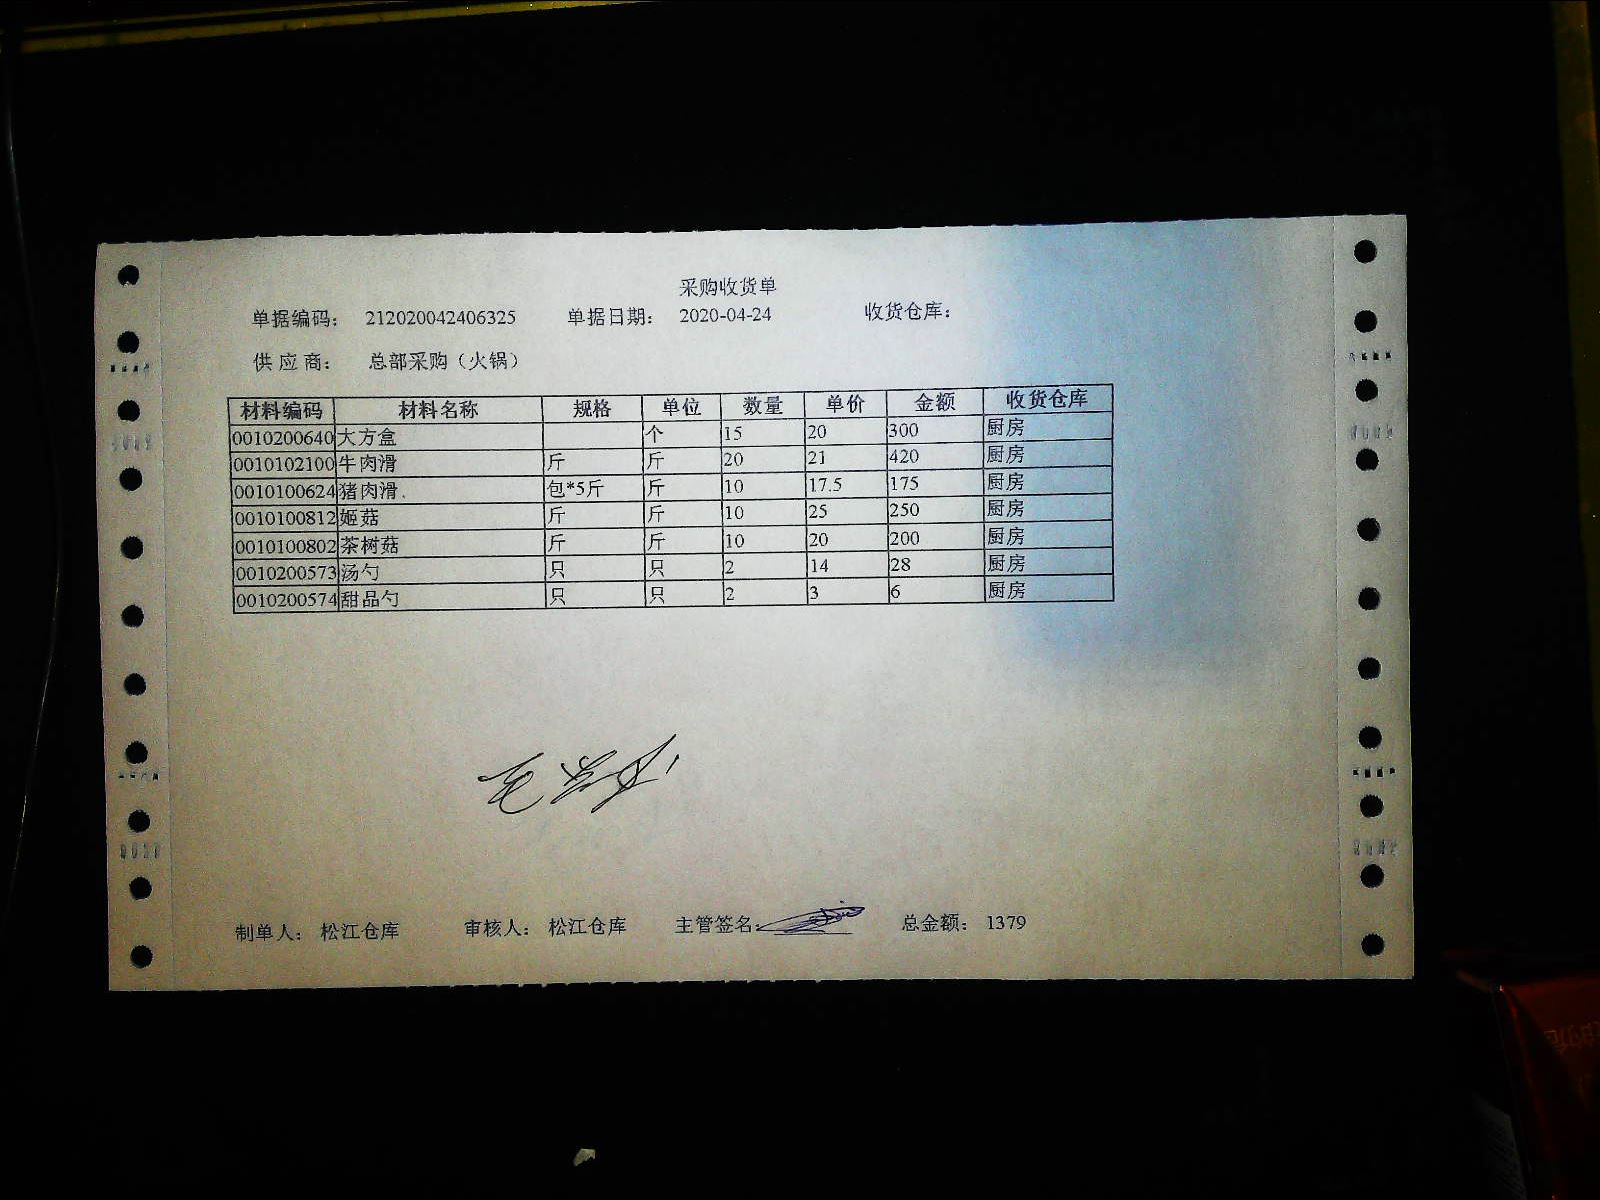 采购收货单
单据编码： 212020042406325 单据日期： 2020-04-24 收货仓库：
供 应 商： 总部采购（火锅）
材料编码 材料名称 规格 单位 数量 单价 金额 收货仓库
0010200640 大方盒 个 15 20 300 厨房
0010102100 牛肉滑 斤 斤 20 21 420 厨房
0010100624 猪肉滑. 包*5斤 斤 10 17.5 175 厨房
0010100812 姬菇 斤 斤 10 25 250 厨房
0010100802 茶树菇 斤 斤 10 20 200 厨房
0010200573 汤勺 只 只 2 14 28 厨房
0010200574 甜品勺 只 只 2 3 6 厨房
制单人： 松江仓库 审核人： 松江仓库 主管签名： 总金额： 1379